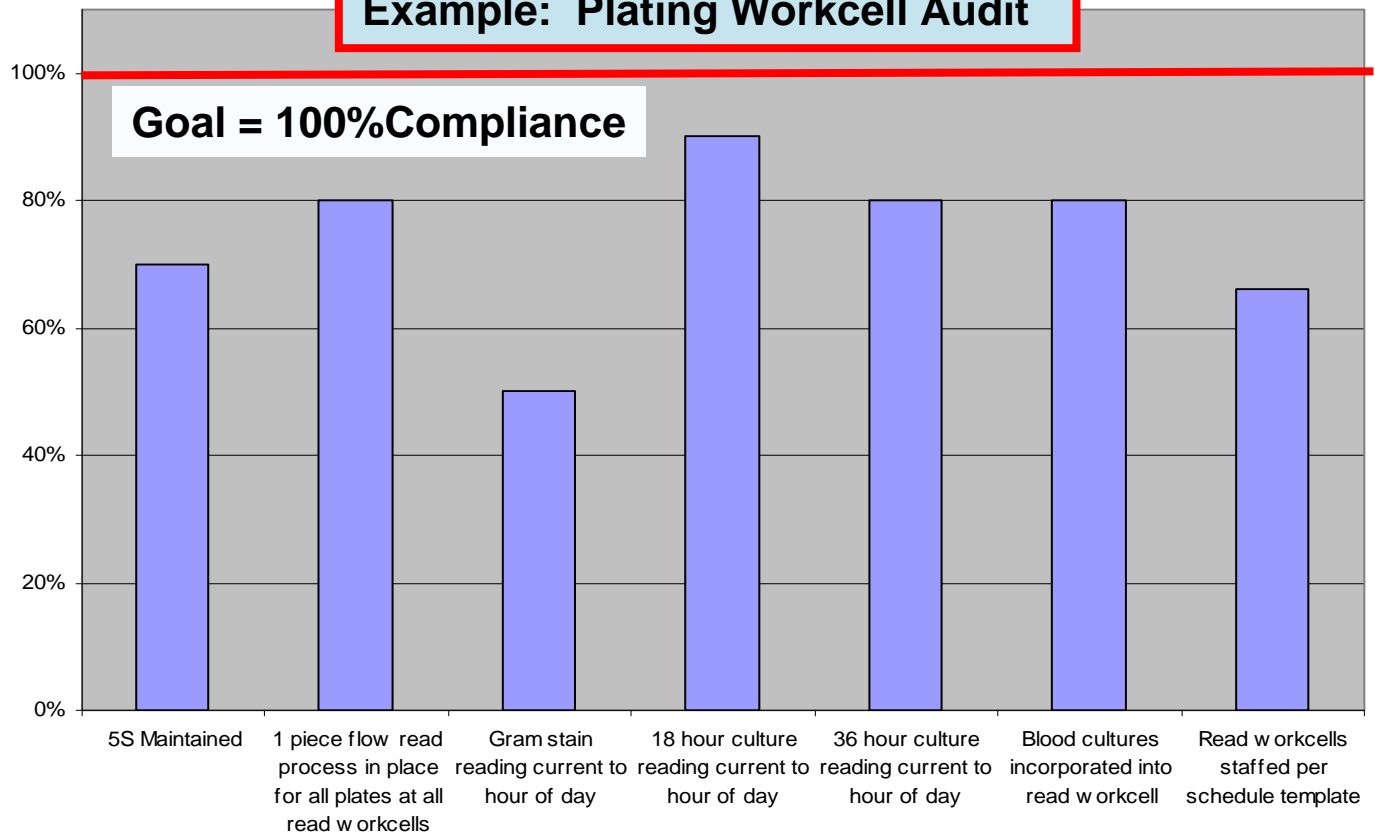 Example: Plating Workcell Audit
Goal = 100%Compliance
100%
80%
60%
40%
20%
0%
5S Maintained
1 piece flow read
process in place
for all plates at all
read workcells
Gram stain
reading current to
hour of day
18 hour culture
reading current to
hour of day
36 hour culture
reading current to
hour of day
Blood cultures
incorporated into
read workcell
Read workcells
staffed per
schedule template